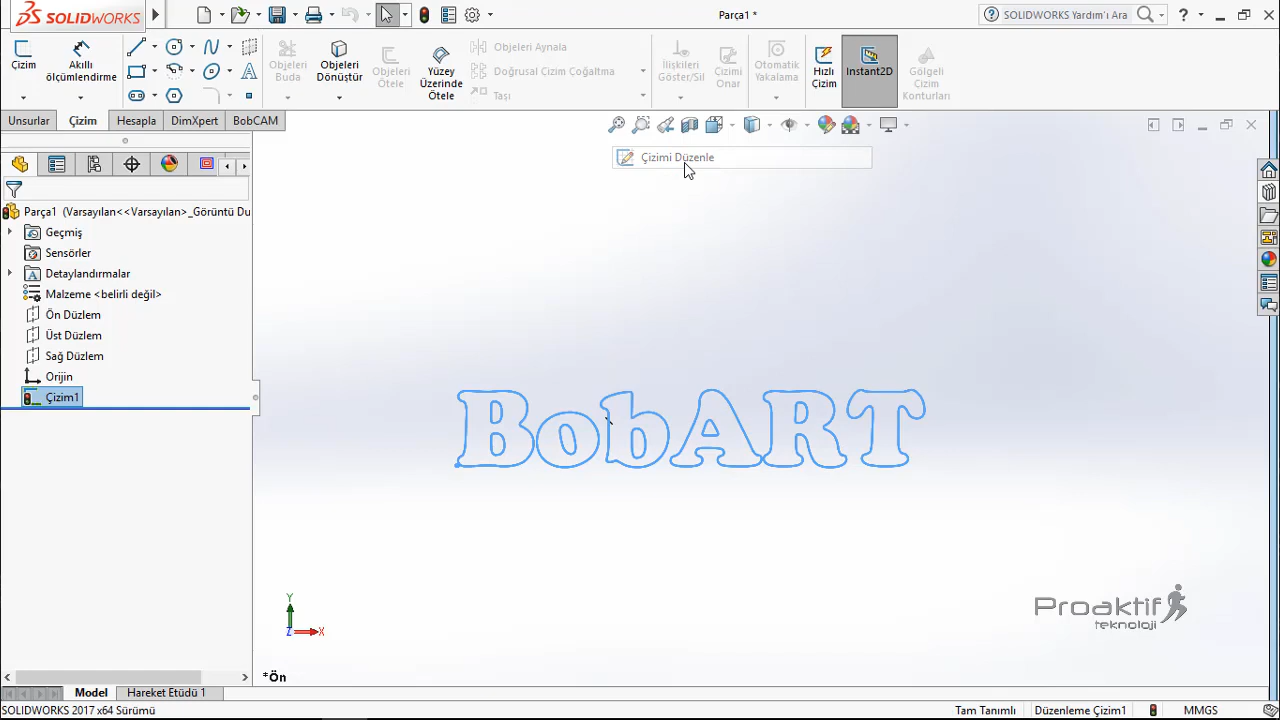 SOLIDWORKS
Parça1 *
SOLIDWORKS Yardım'ı Ara
?
Çizim
Akıllı
ölçümlendirme
Objeleri
Buda
Objeleri
Dönüştür
Objeleri
Ötele
Yüzey
Üzerinde
Ötele
Objeleri Aynala
Doğrusal Çizim Çoğaltma
Taşı
İlişkileri
Göster/Sil
Çizimi
Onar
Otomatik
Yakalama
Hızlı
Çizim
Instant2D
Gölgeli
Çizim
Konturları
Unsurlar
Çizim
Hesapla
DimXpert
BobCAM
Çizimi Düzenle
Parça1 (Varsayılan<<Varsayılan>_Görüntü Du
Geçmiş
Sensörler
Detaylandırmalar
Malzeme <belirli değil>
Ön Düzlem
Üst Düzlem
Sağ Düzlem
Orijin
Çizim1
BobART
Y
Z
X
Proaktif
teknoloji
*Ön
Model
Hareket Etüdü 1
SOLIDWORKS 2017 x64 Sürümü
Tam Tanımlı
Düzenleme Çizim1
MMGS